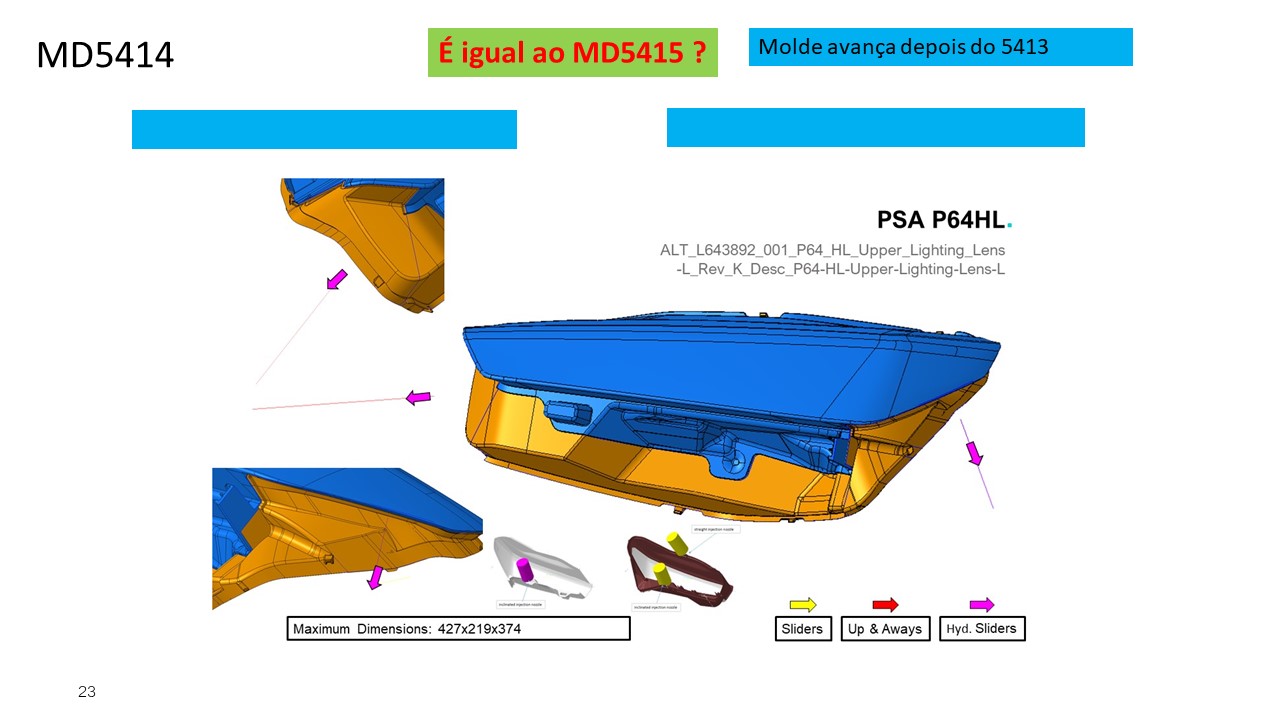 MD5414
É igual ao MD5415 ?
Molde avança depois do 5413
PSA P64HL.
ALT_L643892_001_P64_HL_Upper_Lighting_Lens
-L_Rev_K_Desc_P64-HL-Upper-Lighting-Lens-L
straight injection nozzle
inclinated injection nozzle
inclinated injection nozzle
Maximum Dimensions: 427x219x374
Sliders
Up & Aways
Hyd. Sliders
23